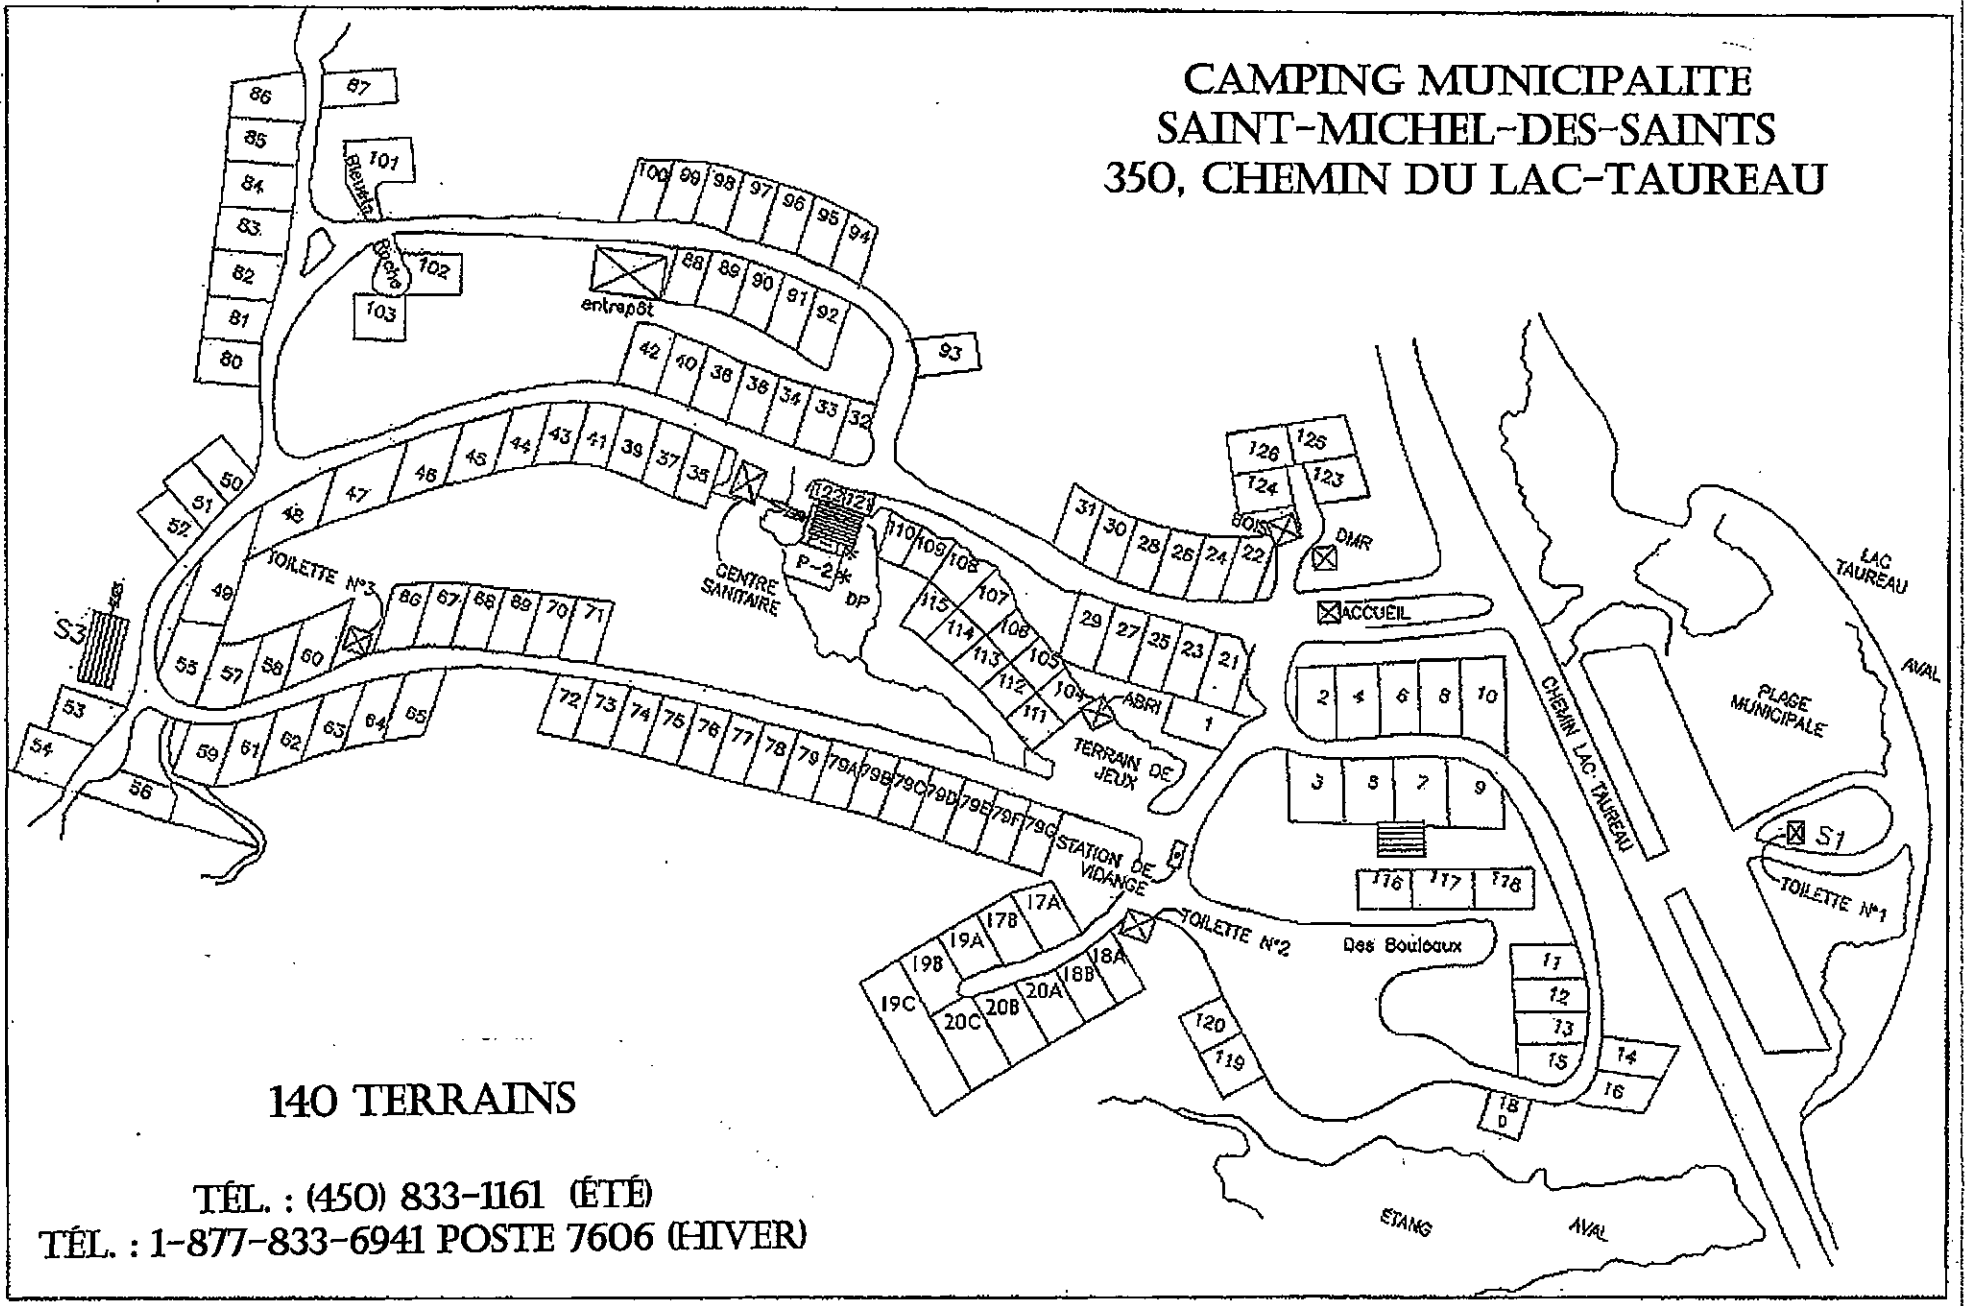 CAMPING MUNICIPALITE
SAINT-MICHEL-DES-SAINTS
350, CHEMIN DU LAC-TAUREAU
86
87
85
84
83
82
81
80
101
Bleuets
Roche
102
103
100 99 98 97 96 95 94
88 89 90 91 92
entrepôt
93
42 40 38 36 34 33 32
48 47 46 45 44 43 41 39 37 35
50
51
52
49
TOILETTE N°3
CENTRE
SANITAIRE
122 121
P-2
DP
110 109 108 107 106 105 104
115 114 113 112 111
31 30 28 26 24 22
29 27 25 23 21
1
ABRI
TERRAIN DE
JEUX
126 125
124 123
BOIS
DMR
ACCUEIL
2 4 6 8 10
3 5 7 9
116 117 118
Des Bouleaux
11
12
13
15
14
16
18
D
CHEMIN LAC-TAUREAU
LAC
TAUREAU
AVAL
PLAGE
MUNICIPALE
S1
TOILETTE N°1
S3
53
54
56
55 57 58 60
66 67 68 69 70 71
59 61 62 63 64 65
72 73 74 75 76 77 78 79 79A 79B 79C 79D 79E 79F 79G
STATION DE
VIDANGE
TOILETTE N°2
17A
17B
19A
19B
19C
20C 20B 20A 18B 18A
120
119
ÉTANG
AVAL
140 TERRAINS
TÉL. : (450) 833-1161 (ÉTÉ)
TÉL. : 1-877-833-6941 POSTE 7606 (HIVER)